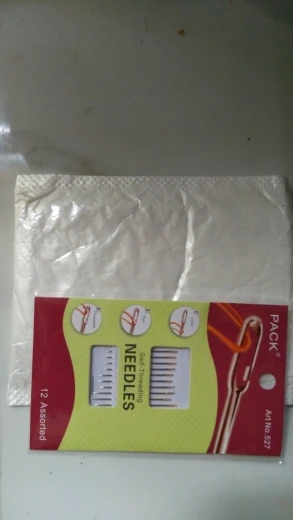 PACK®
Art.No.527
Self-Threading
NEEDLES
12 Assorted